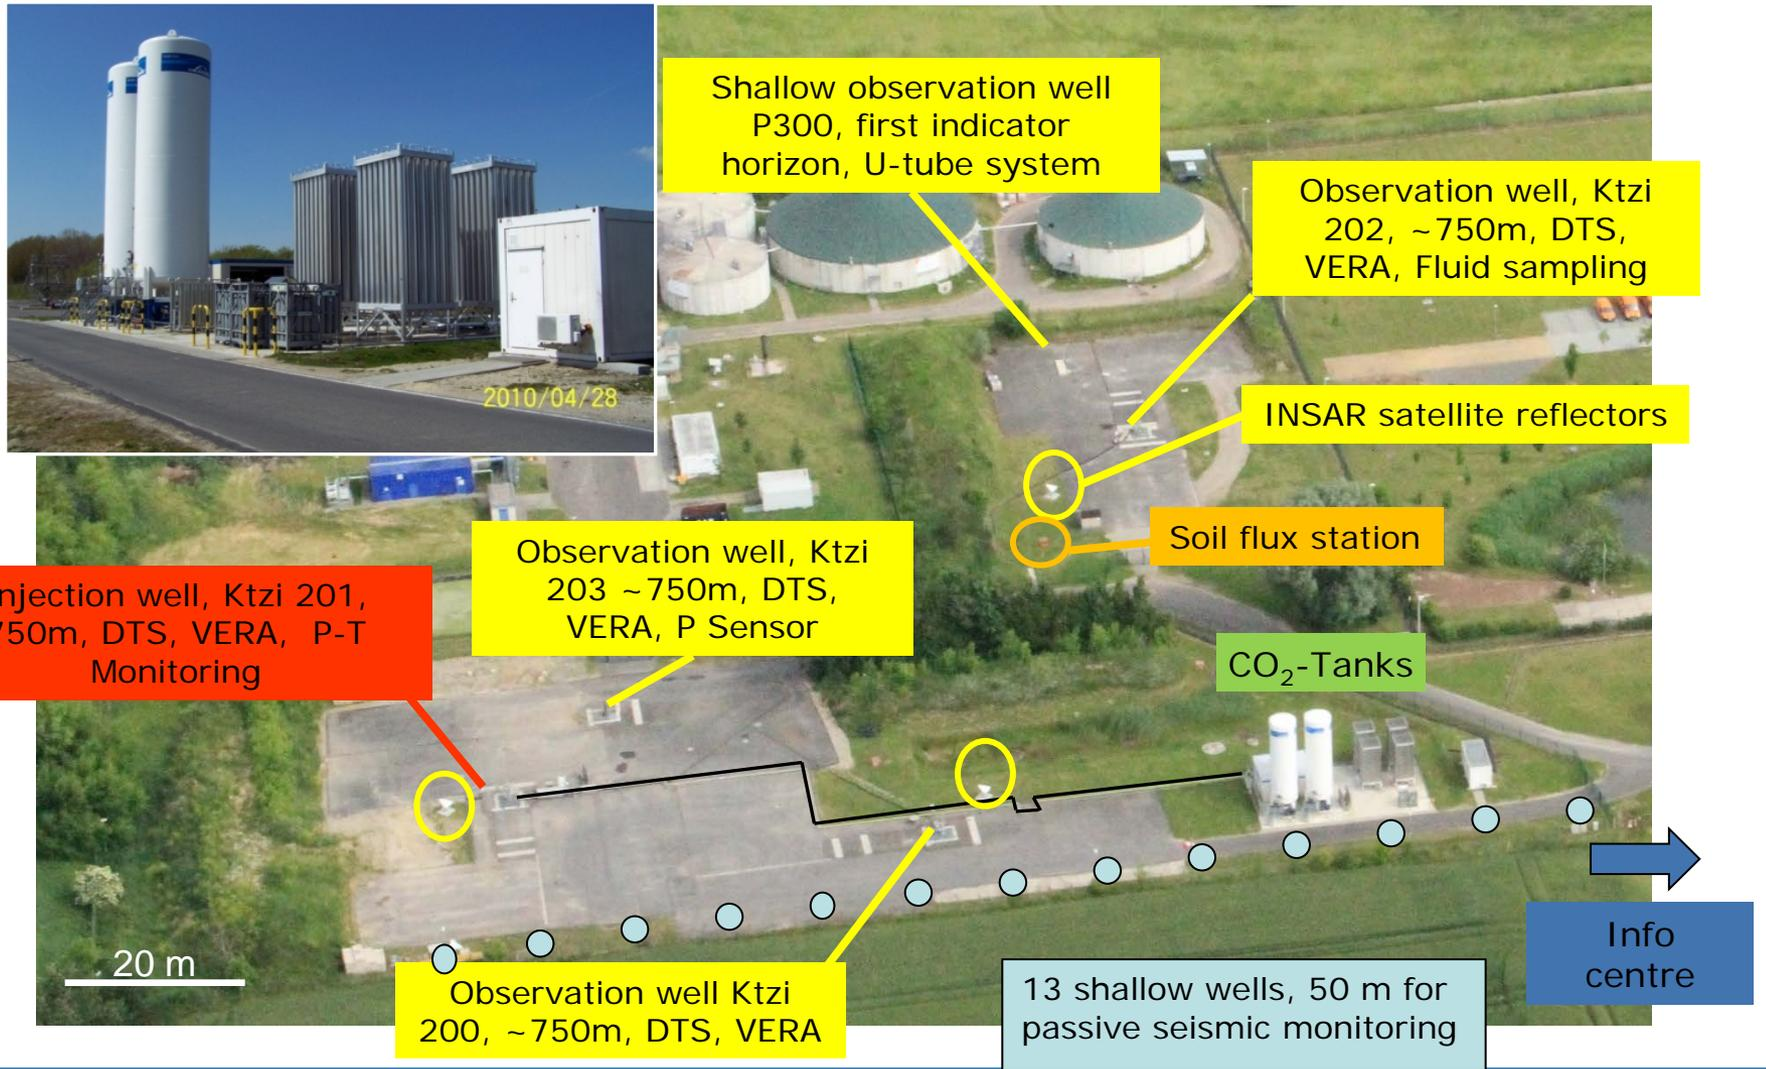 2010/04/28
Shallow observation well
P300, first indicator
horizon, U-tube system
Observation well, Ktzi
202, ~750m, DTS,
VERA, Fluid sampling
INSAR satellite reflectors
Soil flux station
Observation well, Ktzi
203 ~750m, DTS,
VERA, P Sensor
njection well, Ktzi 201,
750m, DTS, VERA, P-T
Monitoring
CO₂-Tanks
20 m
Observation well Ktzi
200, ~750m, DTS, VERA
13 shallow wells, 50 m for
passive seismic monitoring
Info
centre